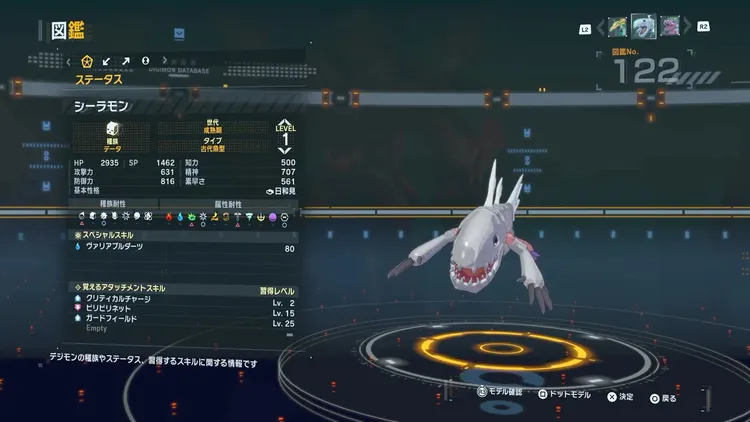 図鑑
L2
R2
図鑑No.
122
DIGIMON DATABASE
ステータス
シーラモン
種族
データ
世代
成熟期
タイプ
古代魚型
LEVEL
1
HP 2935 SP 1462 知力 500
攻撃力 631 精神 707
防御力 816 素早さ 561
基本性格 日和見
種族耐性 属性耐性
スペシャルスキル
ヴァリアブルダーツ 80
覚えるアタッチメントスキル 習得レベル
クリティカルチャージ Lv. 2
ビリビリネット Lv. 15
ガードフィールド Lv. 25
Empty
デジモンの種族やステータス、習得するスキルに関する情報です
R3 モデル確認 ドットモデル 決定 戻る